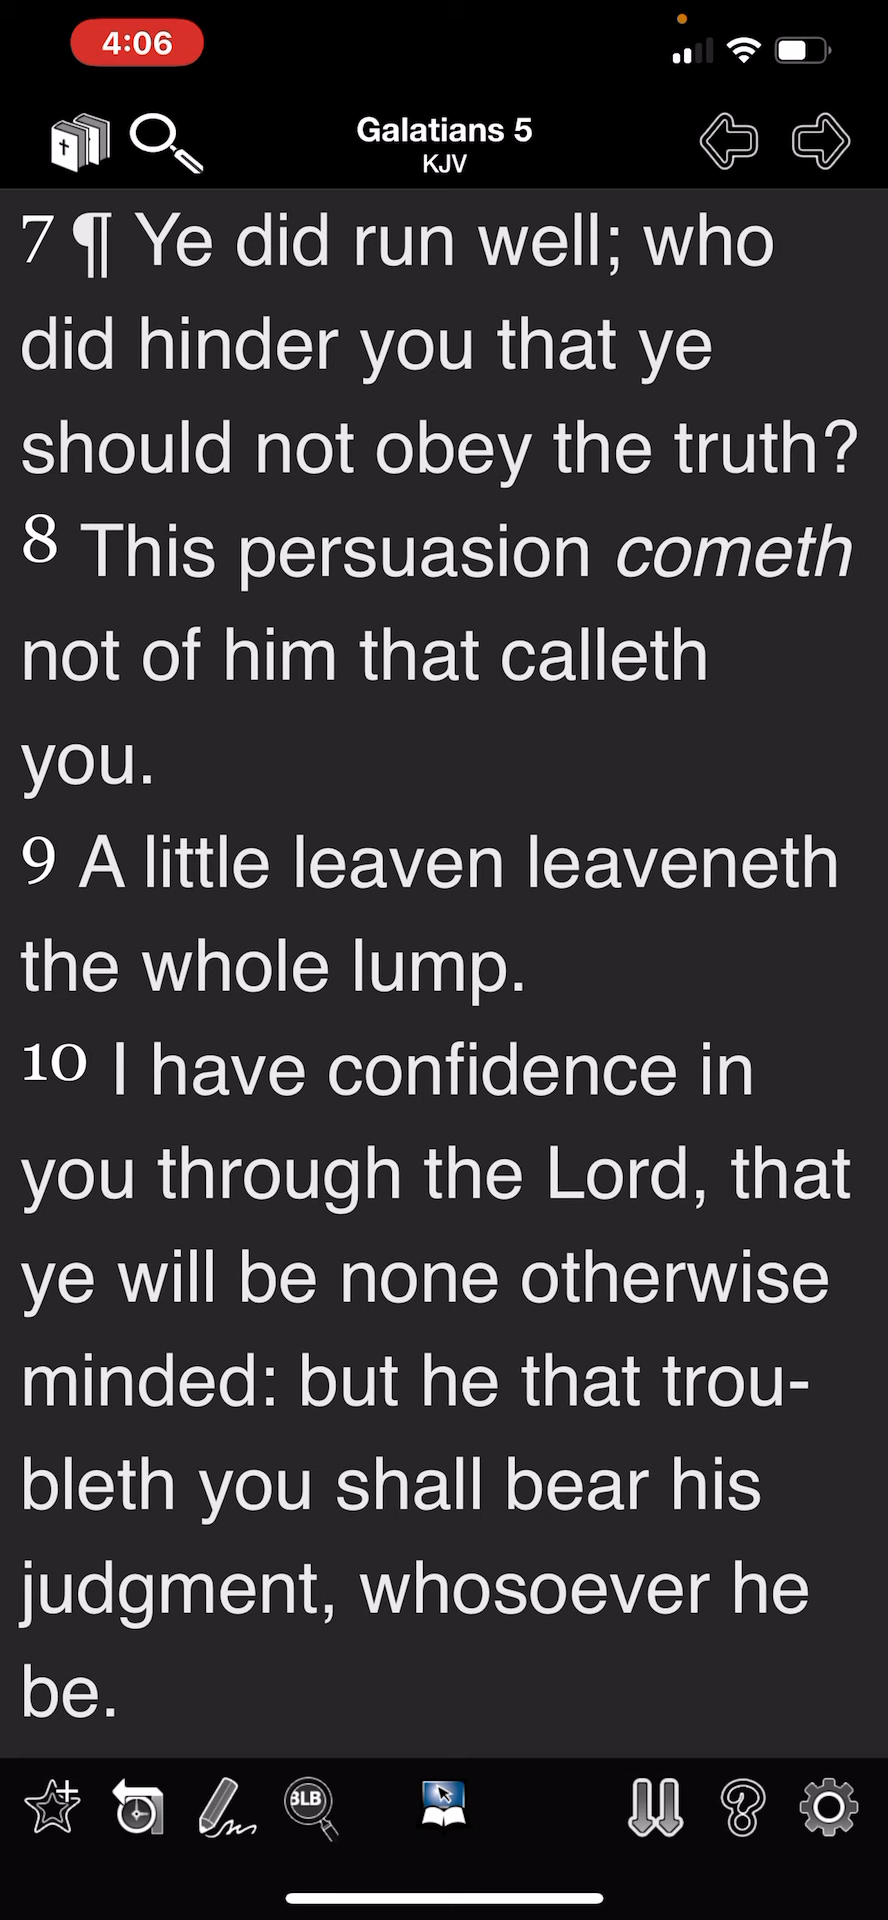 4:06
Galatians 5
KJV
7 ¶ Ye did run well; who
did hinder you that ye
should not obey the truth?
8 This persuasion cometh
not of him that calleth
you.
9 A little leaven leaveneth
the whole lump.
10 I have confidence in
you through the Lord, that
ye will be none otherwise
minded: but he that trou-
bleth you shall bear his
judgment, whosoever he
be.
BLB